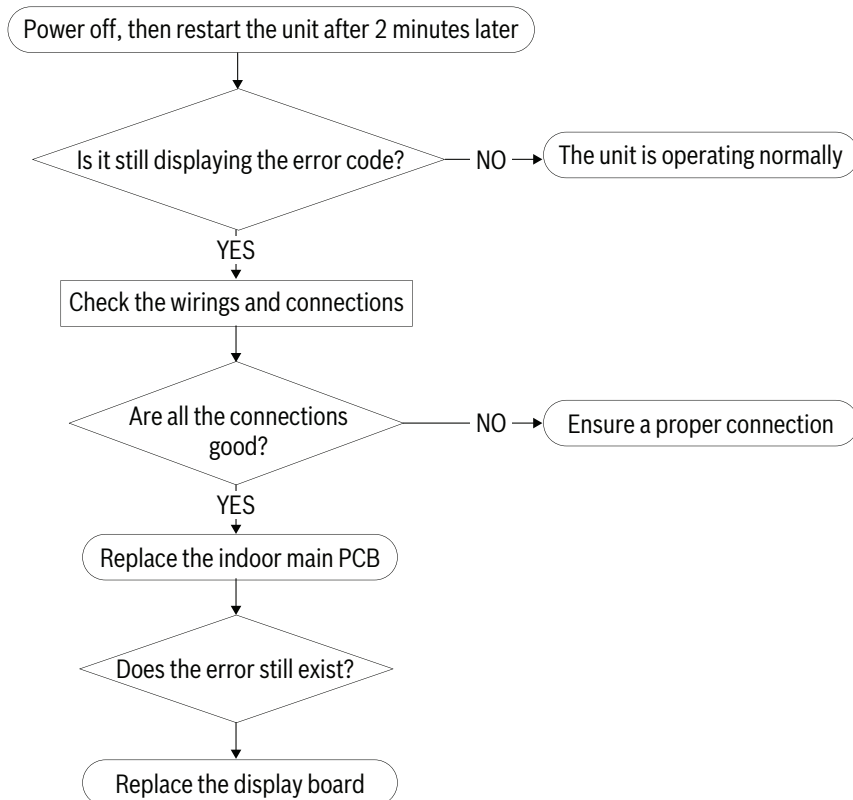 Power off, then restart the unit after 2 minutes later
Is it still displaying the error code?
NO
The unit is operating normally
YES
Check the wirings and connections
Are all the connections
good?
NO
Ensure a proper connection
YES
Replace the indoor main PCB
Does the error still exist?
Replace the display board